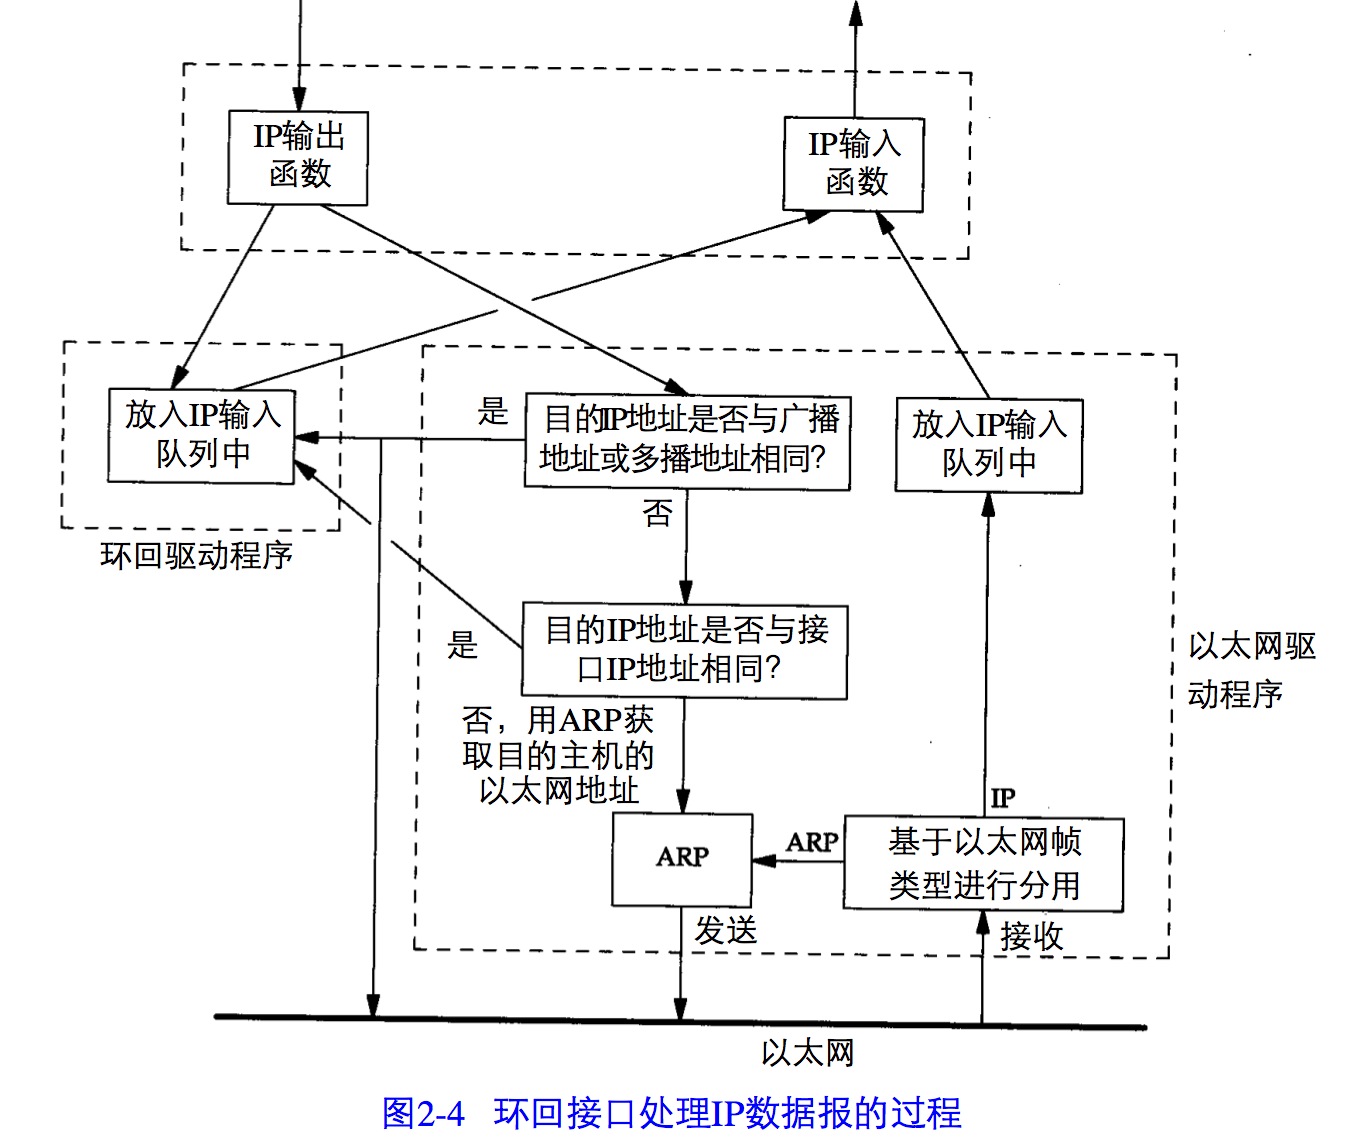 IP输出
函数
IP输入
函数
放入IP输入
队列中
环回驱动程序
是
目的IP地址是否与广播
地址或多播地址相同?
否
放入IP输入
队列中
是
目的IP地址是否与接
口IP地址相同?
以太网驱
动程序
否，用ARP获
取目的主机的
以太网地址
IP
ARP
ARP
基于以太网帧
类型进行分用
发送
接收
以太网
图2-4 环回接口处理IP数据报的过程